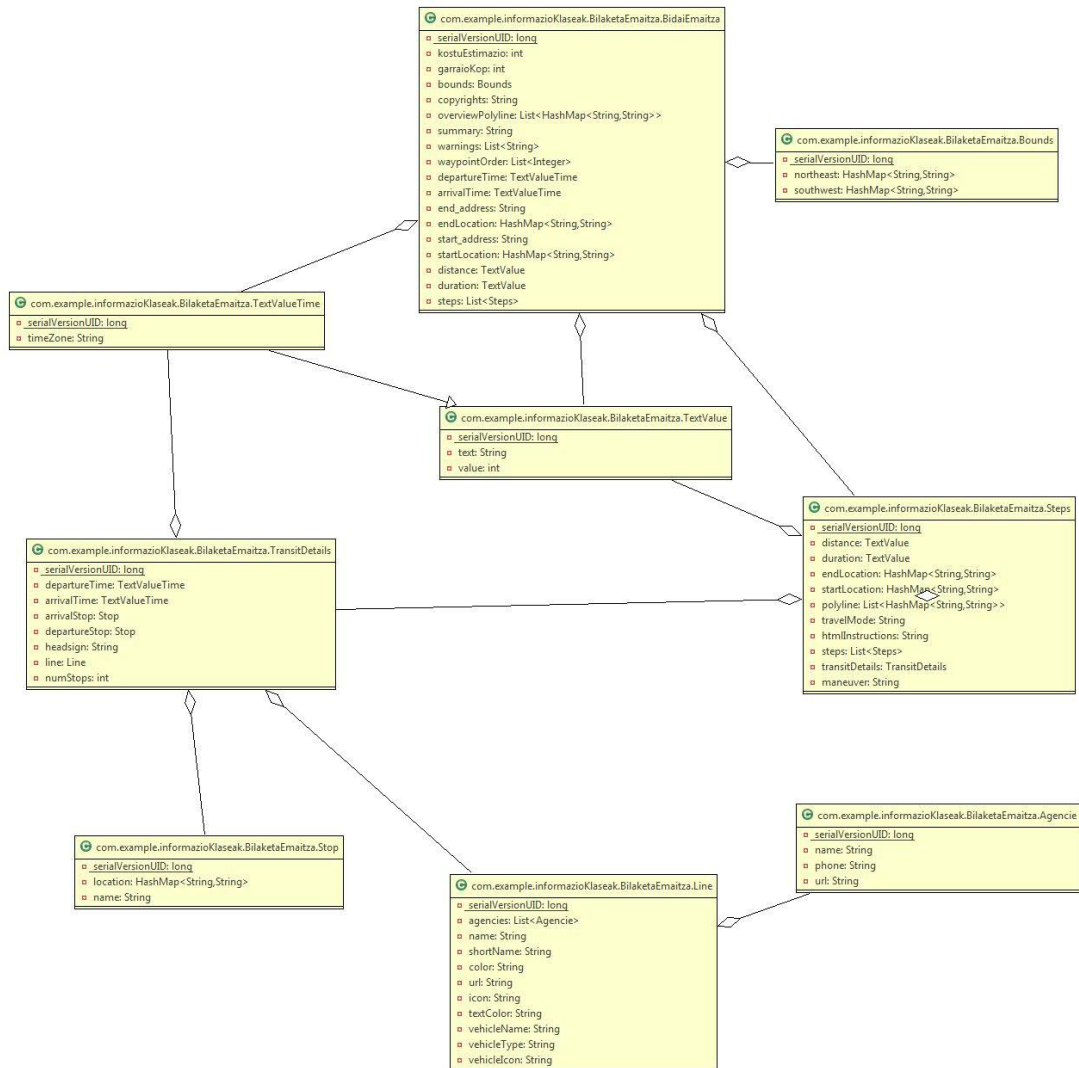 com.example.informazioKlaseak.BilaketaEmaitza.BidaiEmaitza
serialVersionUID: long
kostuEstimazio: int
garraioKop: int
bounds: Bounds
copyrights: String
overviewPolyline: List<HashMap<String,String>>
summary: String
warnings: List<String>
waypointOrder: List<Integer>
departureTime: TextValueTime
arrivalTime: TextValueTime
end_address: String
endLocation: HashMap<String,String>
start_address: String
startLocation: HashMap<String,String>
distance: TextValue
duration: TextValue
steps: List<Steps>
com.example.informazioKlaseak.BilaketaEmaitza.Bounds
serialVersionUID: long
northeast: HashMap<String,String>
southwest: HashMap<String,String>
com.example.informazioKlaseak.BilaketaEmaitza.TextValueTime
serialVersionUID: long
timeZone: String
com.example.informazioKlaseak.BilaketaEmaitza.TextValue
serialVersionUID: long
text: String
value: int
com.example.informazioKlaseak.BilaketaEmaitza.Steps
serialVersionUID: long
distance: TextValue
duration: TextValue
endLocation: HashMap<String,String>
startLocation: HashMap<String,String>
polyline: List<HashMap<String,String>>
travelMode: String
htmlInstructions: String
steps: List<Steps>
transitDetails: TransitDetails
maneuver: String
com.example.informazioKlaseak.BilaketaEmaitza.TransitDetails
serialVersionUID: long
departureTime: TextValueTime
arrivalTime: TextValueTime
arrivalStop: Stop
departureStop: Stop
headsign: String
line: Line
numStops: int
com.example.informazioKlaseak.BilaketaEmaitza.Stop
serialVersionUID: long
location: HashMap<String,String>
name: String
com.example.informazioKlaseak.BilaketaEmaitza.Line
serialVersionUID: long
agencies: List<Agencie>
name: String
shortName: String
color: String
url: String
icon: String
textColor: String
vehicleName: String
vehicleType: String
vehicleIcon: String
com.example.informazioKlaseak.BilaketaEmaitza.Agencie
serialVersionUID: long
name: String
phone: String
url: String